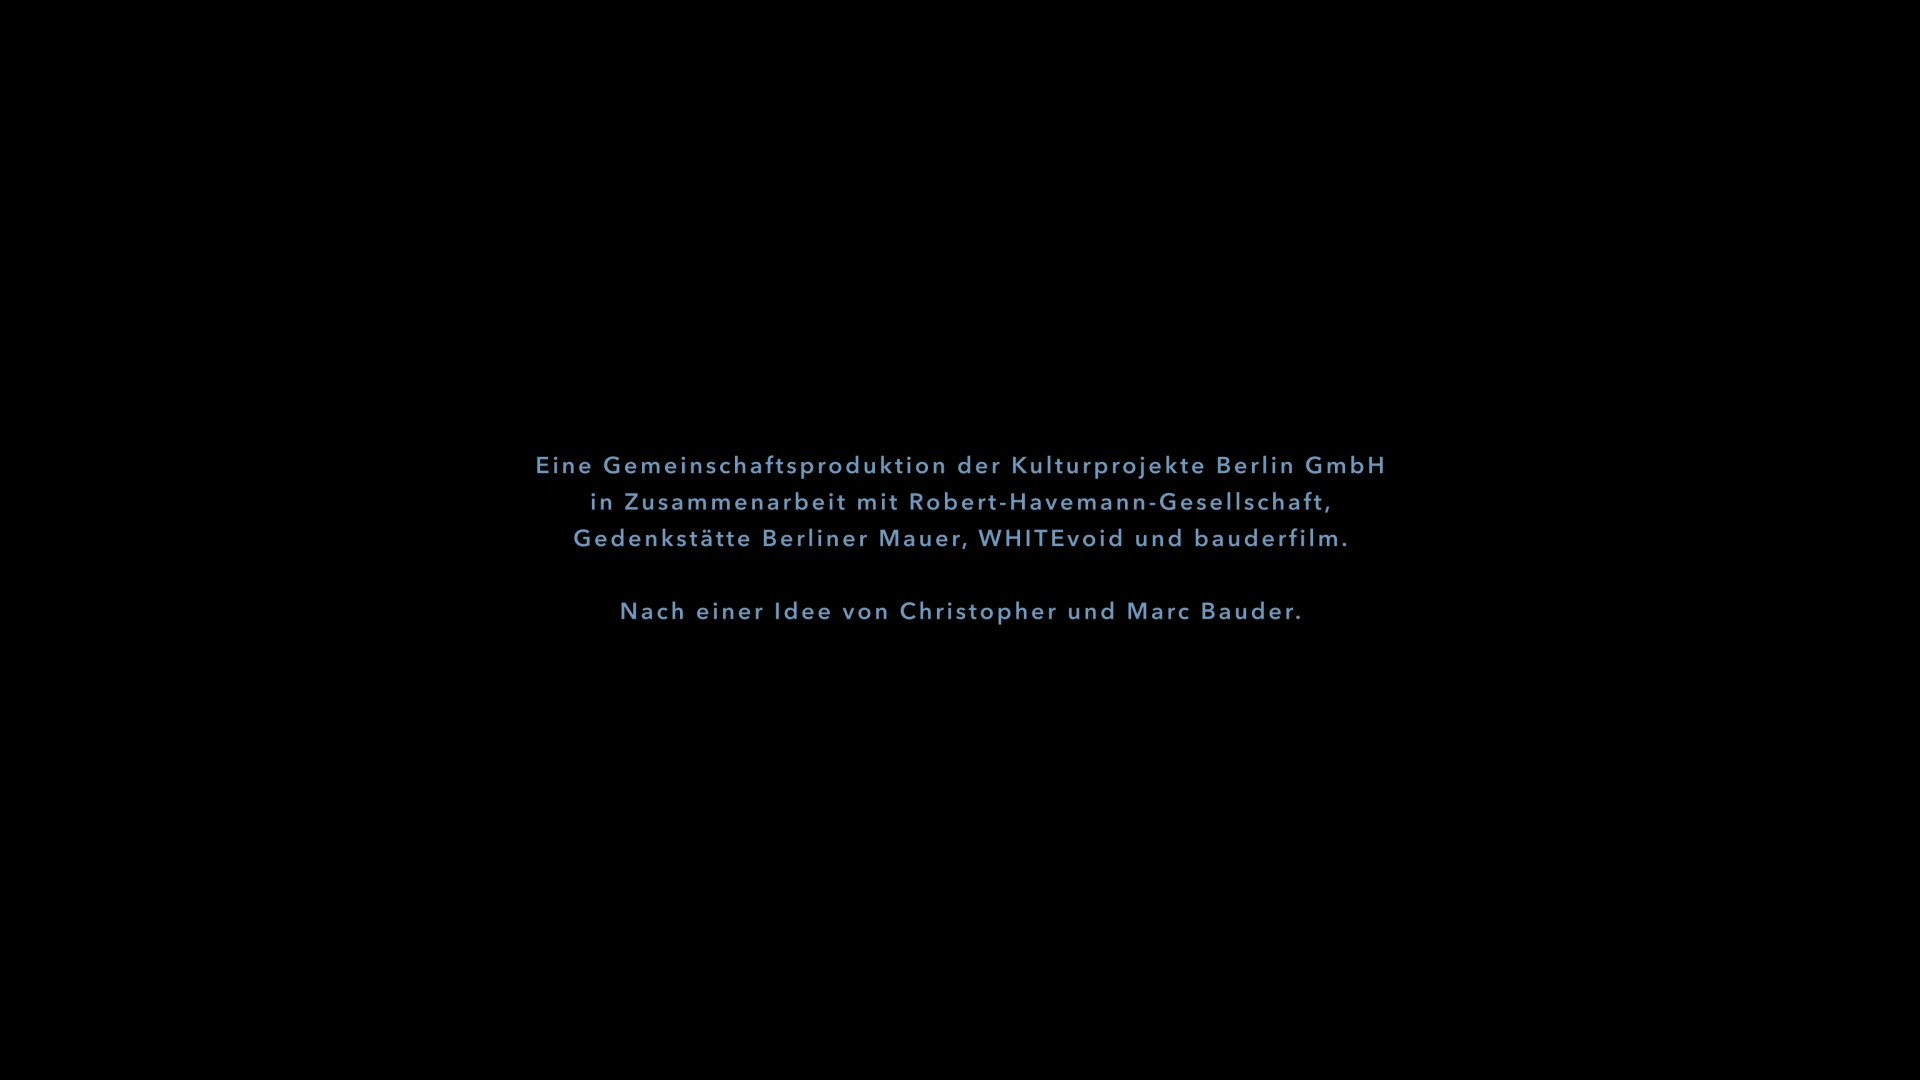 Eine Gemeinschaftsproduktion der Kulturprojekte Berlin GmbH
in Zusammenarbeit mit Robert-Havemann-Gesellschaft,
Gedenkstätte Berliner Mauer, WHITEvoid und bauderfilm.
Nach einer Idee von Christopher und Marc Bauder.